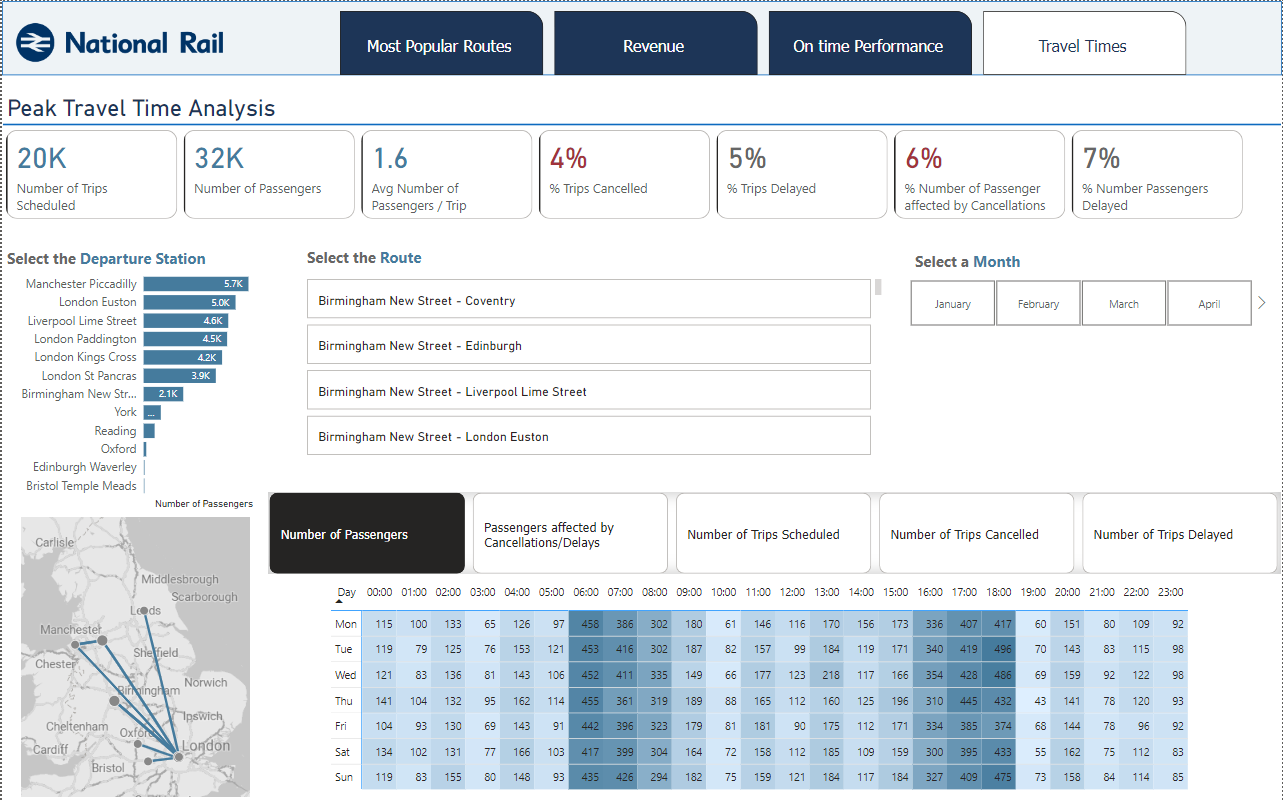 National Rail
Most Popular Routes
Revenue
On time Performance
Travel Times
Peak Travel Time Analysis
20K
Number of Trips
Scheduled
32K
Number of Passengers
1.6
Avg Number of
Passengers / Trip
4%
% Trips Cancelled
5%
% Trips Delayed
6%
% Number of Passenger
affected by Cancellations
7%
% Number Passengers
Delayed
Select the Departure Station
Manchester Piccadilly 5.7K
London Euston 5.0K
Liverpool Lime Street 4.6K
London Paddington 4.5K
London Kings Cross 4.2K
London St Pancras 3.9K
Birmingham New Str... 2.1K
York ...
Reading
Oxford
Edinburgh Waverley
Bristol Temple Meads
Number of Passengers
Select the Route
Birmingham New Street - Coventry
Birmingham New Street - Edinburgh
Birmingham New Street - Liverpool Lime Street
Birmingham New Street - London Euston
Select a Month
January
February
March
April
Carlisle
Middlesbrough
Scarborough
Leeds
Manchester
Sheffield
Chester
Norwich
Birmingham
Ipswich
Cheltenham
Oxford
Cardiff
London
Bristol
Number of Passengers
Passengers affected by
Cancellations/Delays
Number of Trips Scheduled
Number of Trips Cancelled
Number of Trips Delayed
Day 00:00 01:00 02:00 03:00 04:00 05:00 06:00 07:00 08:00 09:00 10:00 11:00 12:00 13:00 14:00 15:00 16:00 17:00 18:00 19:00 20:00 21:00 22:00 23:00
Mon 115 100 133 65 126 97 458 386 302 180 61 146 116 170 156 173 336 407 417 60 151 80 109 92
Tue 119 79 125 76 153 121 453 416 302 187 82 157 99 184 119 171 340 419 496 70 143 83 115 98
Wed 121 83 136 81 143 106 452 411 335 149 66 177 123 218 117 166 354 428 486 69 159 92 122 98
Thu 141 104 132 95 162 114 455 361 319 189 88 165 112 160 125 196 310 445 432 43 141 78 120 93
Fri 104 93 130 69 143 91 442 396 323 179 81 181 90 175 112 171 334 385 374 68 144 78 96 92
Sat 134 102 131 77 166 103 417 399 304 164 72 158 112 185 109 159 300 395 433 55 162 75 112 83
Sun 119 83 155 80 148 93 435 426 294 182 75 159 121 184 117 184 327 409 475 73 158 84 114 85